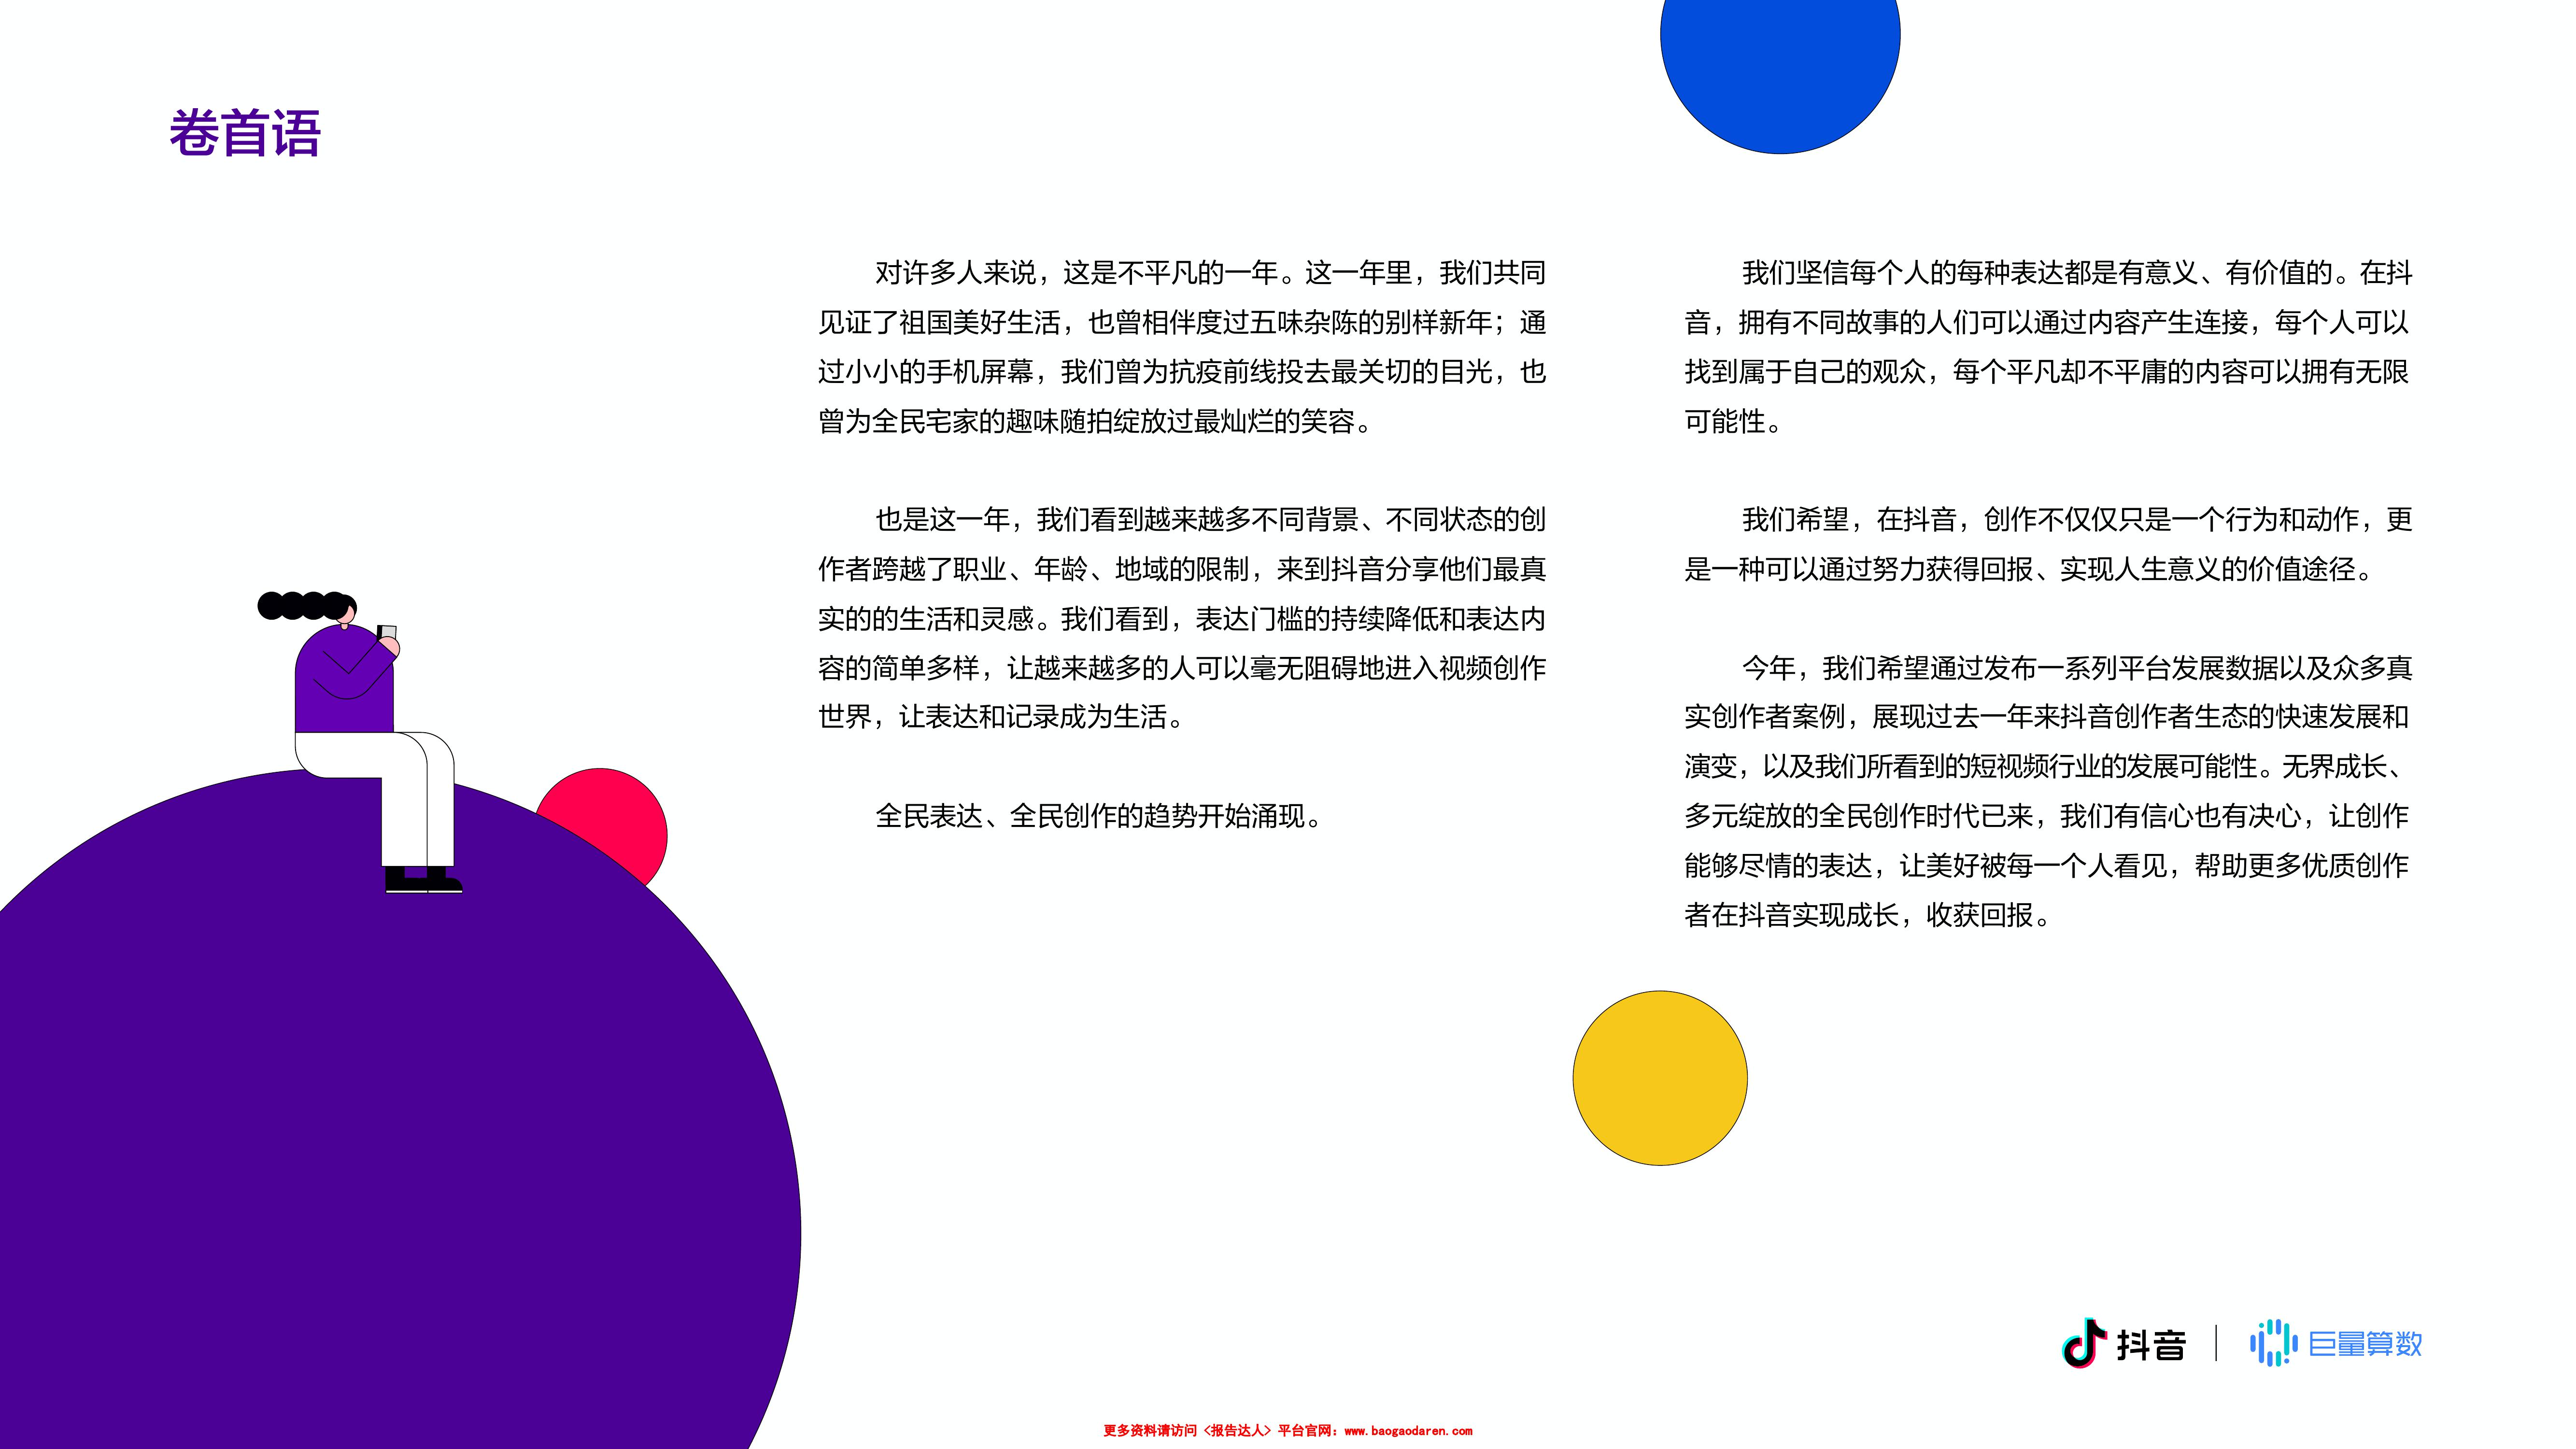 卷首语
对许多人来说，这是不平凡的一年。这一年里，我们共同
见证了祖国美好生活，也曾相伴度过五味杂陈的别样新年；通
过小小的手机屏幕，我们曾为抗疫前线投去最关切的目光，也
曾为全民宅家的趣味随拍绽放过最灿烂的笑容。
也是这一年，我们看到越来越多不同背景、不同状态的创
作者跨越了职业、年龄、地域的限制，来到抖音分享他们最真
实的的生活和灵感。我们看到，表达门槛的持续降低和表达内
容的简单多样，让越来越多的人可以毫无阻碍地进入视频创作
世界，让表达和记录成为生活。
全民表达、全民创作的趋势开始涌现。
我们坚信每个人的每种表达都是有意义、有价值的。在抖
音，拥有不同故事的人们可以通过内容产生连接，每个人可以
找到属于自己的观众，每个平凡却不平庸的内容可以拥有无限
可能性。
我们希望，在抖音，创作不仅仅只是一个行为和动作，更
是一种可以通过努力获得回报、实现人生意义的价值途径。
今年，我们希望通过发布一系列平台发展数据以及众多真
实创作者案例，展现过去一年来抖音创作者生态的快速发展和
演变，以及我们所看到的短视频行业的发展可能性。无界成长、
多元绽放的全民创作时代已来，我们有信心也有决心，让创作
能够尽情的表达，让美好被每一个人看见，帮助更多优质创作
者在抖音实现成长，收获回报。
抖音 | 巨量算数
更多资料请访问<报告达人>平台官网：www.baogaodaren.com